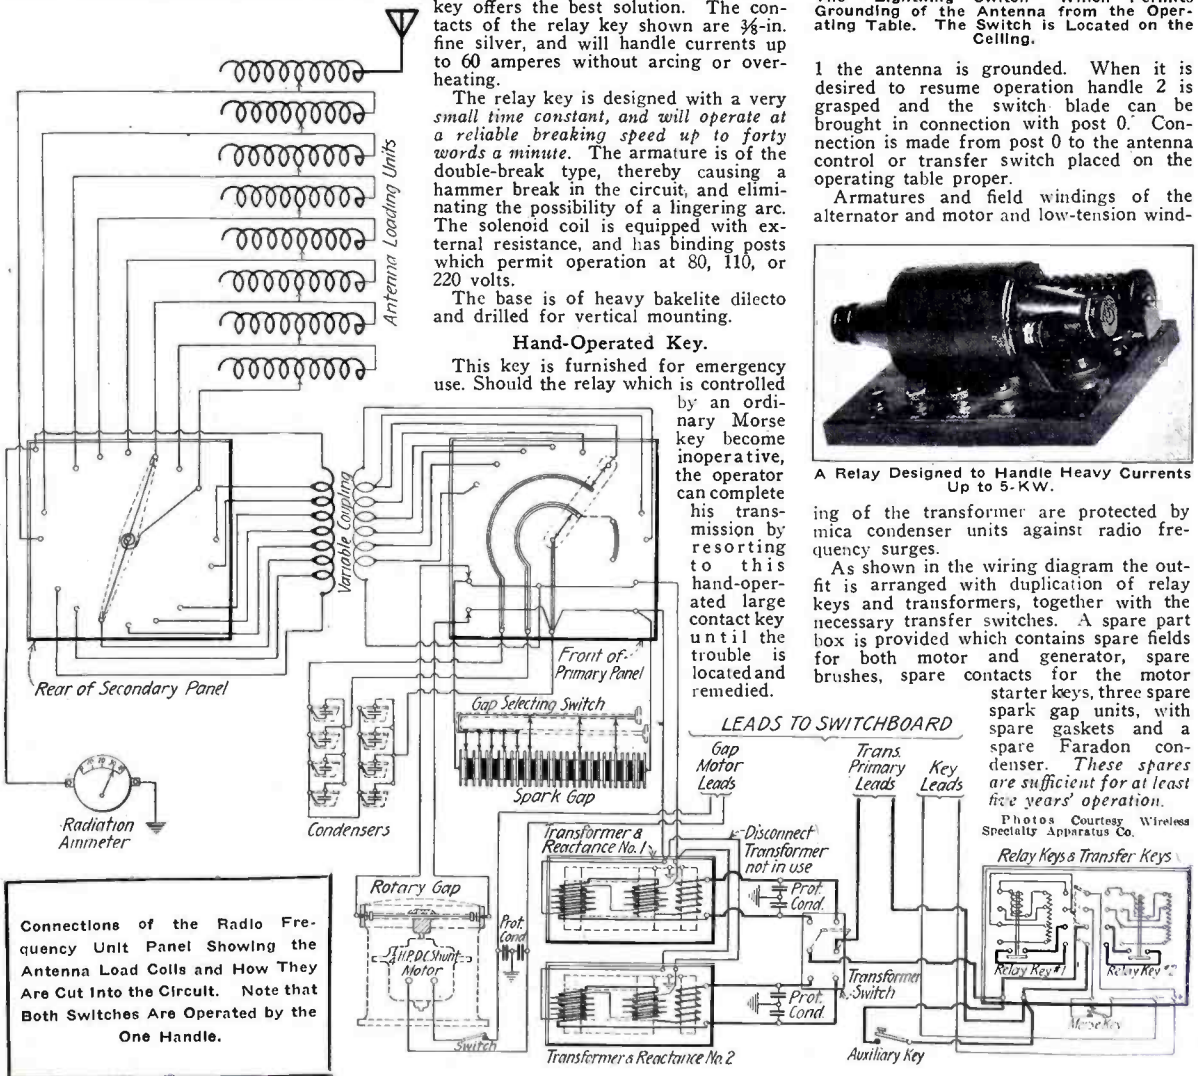 key offers the best solution. The con-
tacts of the relay key shown are ⅜-in.
fine silver, and will handle currents up
to 60 amperes without arcing or over-
heating.
The relay key is designed with a very
small time constant, and will operate at
a reliable breaking speed up to forty
words a minute. The armature is of the
double-break type, thereby causing a
hammer break in the circuit, and elimi-
nating the possibility of a lingering arc.
The solenoid coil is equipped with ex-
ternal resistance, and has binding posts
which permit operation at 80, 110, or
220 volts.
The base is of heavy bakelite dilecto
and drilled for vertical mounting.
Hand-Operated Key.
This key is furnished for emergency
use. Should the relay which is controlled
by an ordi-
nary Morse
key become
inoperative,
the operator
can complete
his trans-
mission by
resorting
to this
hand-oper-
ated large
contact key
until the
trouble is
located and
remedied.
Grounding of the Antenna from the Oper-
ating Table. The Switch is Located on the
Ceiling.
1 the antenna is grounded. When it is
desired to resume operation handle 2 is
grasped and the switch blade can be
brought in connection with post 0. Con-
nection is made from post 0 to the antenna
control or transfer switch placed on the
operating table proper.
Armatures and field windings of the
alternator and motor and low-tension wind-
A Relay Designed to Handle Heavy Currents
Up to 5-KW.
ing of the transformer are protected by
mica condenser units against radio fre-
quency surges.
As shown in the wiring diagram the out-
fit is arranged with duplication of relay
keys and transformers, together with the
necessary transfer switches. A spare part
box is provided which contains spare fields
for both motor and generator, spare
brushes, spare contacts for the motor
starter keys, three spare
spark gap units, with
spare gaskets and a
spare Faradon con-
denser. These spares
are sufficient for at least
five years' operation.
Photos Courtesy Wireless
Specialty Apparatus Co.
Antenna Loading Units
Variable Coupling
Rear of Secondary Panel
Front of
Primary Panel
Gap Selecting Switch
Spark Gap
Condensers
Radiation
Ammeter
LEADS TO SWITCHBOARD
Gap
Motor
Leads
Trans.
Primary
Leads
Key
Leads
Transformer &
Reactance No. 1
Disconnect
Transformer
not in use
Prot.
Cond.
Relay Keys & Transfer Keys
Relay Key #1
Relay Key #2
Rotary Gap
Prot.
Cond
H.P. D.C. Shunt
Motor
Switch
Transformer
Switch
Prot.
Cond.
Morse Key
Transformer & Reactance No. 2
Auxiliary Key
Connections of the Radio Fre-
quency Unit Panel Showing the
Antenna Load Coils and How They
Are Cut Into the Circuit. Note that
Both Switches Are Operated by the
One Handle.